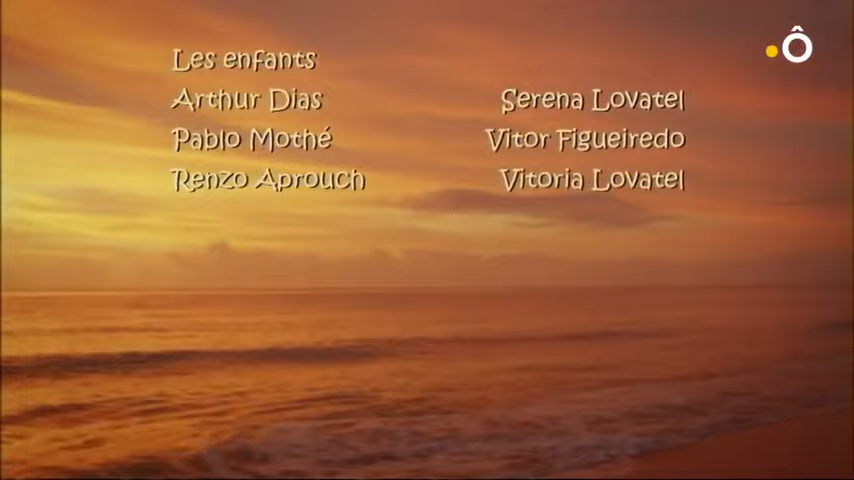 Ô
Les enfants
Arthur Dias Serena Lovatel
Pablo Mothé Vitor Figueiredo
Renzo Aprouch Vitoria Lovatel